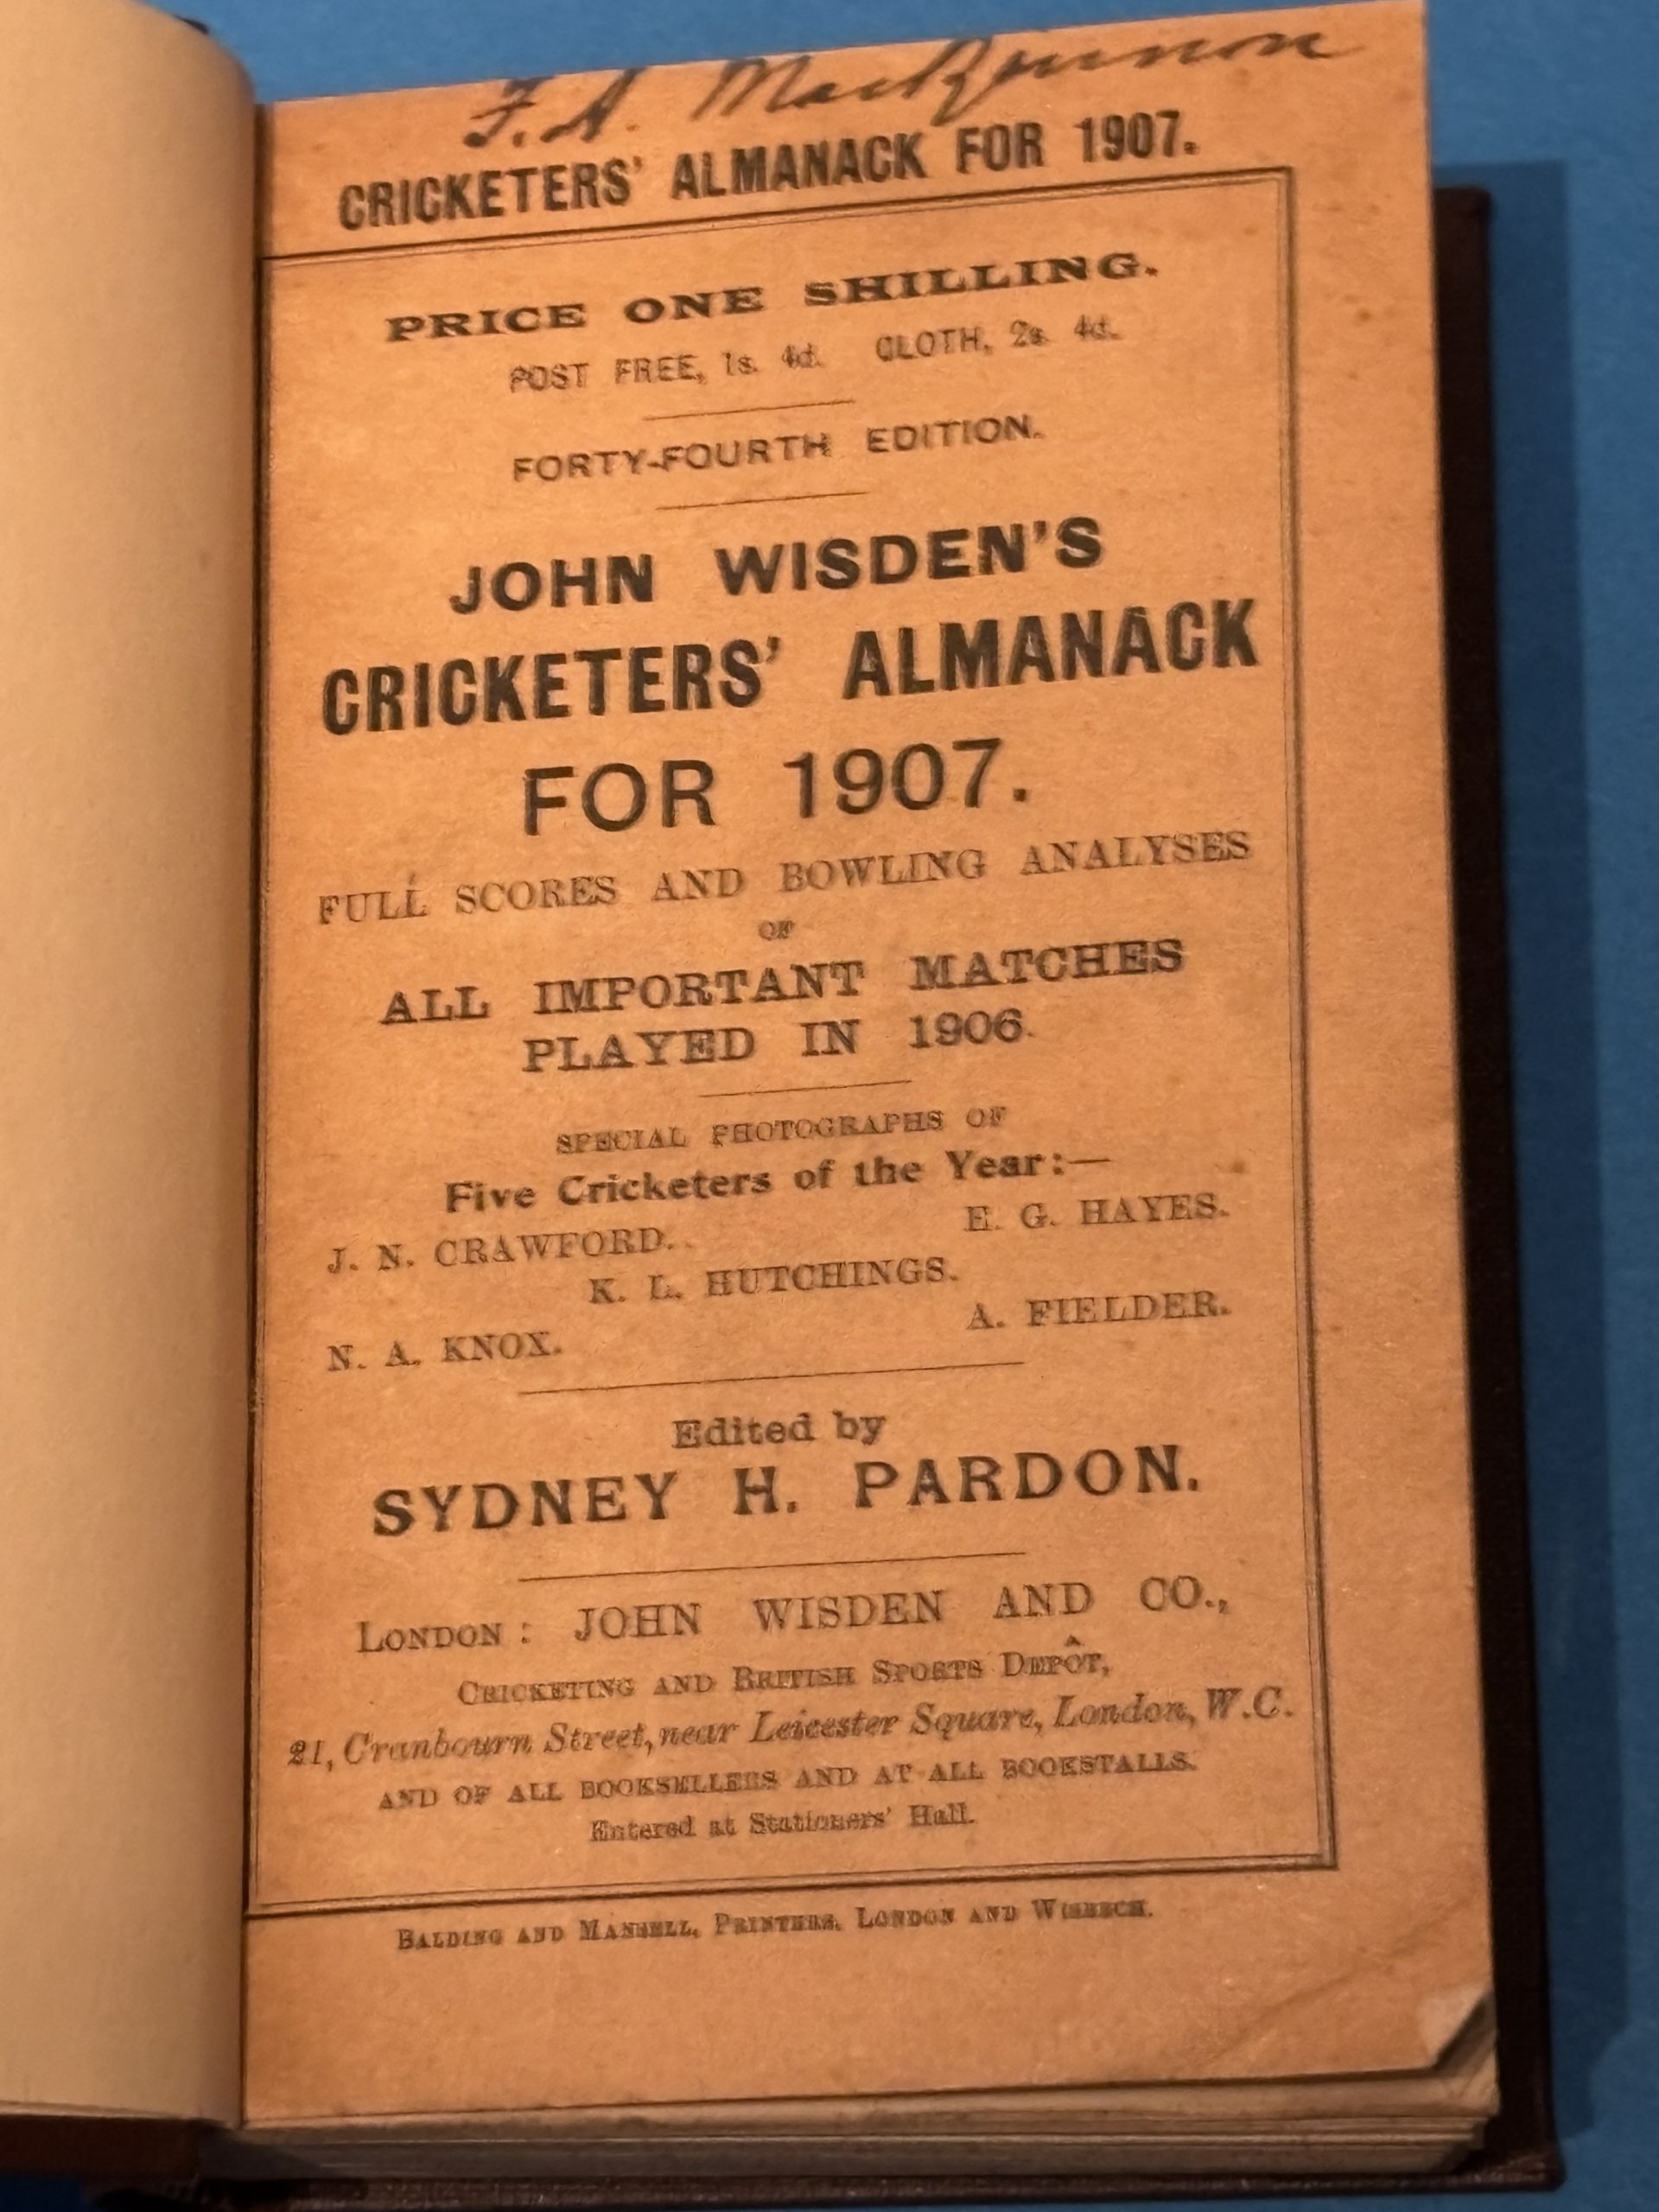 F. A. MacKinnon
CRICKETERS' ALMANACK FOR 1907.
PRICE ONE SHILLING.
POST FREE, 1s. 4d. CLOTH, 2s. 4d.
FORTY-FOURTH EDITION.
JOHN WISDEN'S
CRICKETERS' ALMANACK
FOR 1907.
FULL SCORES AND BOWLING ANALYSES
OF
ALL IMPORTANT MATCHES
PLAYED IN 1906.
SPECIAL PHOTOGRAPHS OF
Five Cricketers of the Year:—
J. N. CRAWFORD. E. G. HAYES.
K. L. HUTCHINGS.
N. A. KNOX. A. FIELDER.
Edited by
SYDNEY H. PARDON.
LONDON: JOHN WISDEN AND CO.,
CRICKETING AND BRITISH SPORTS DEPÔT,
21, Cranbourn Street, near Leicester Square, London, W.C.
AND OF ALL BOOKSELLERS AND AT ALL BOOKSTALLS.
Entered at Stationers' Hall.
BALDING AND MANSELL, PRINTERS, LONDON AND WISBECH.